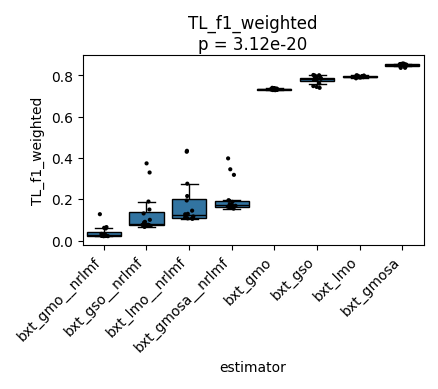 TL_f1_weighted
p = 3.12e-20
TL_f1_weighted
0.8
0.6
0.4
0.2
0.0
bxt_gmo__nrlmf
bxt_gso__nrlmf
bxt_lmo__nrlmf
bxt_gmosa__nrlmf
bxt_gmo
bxt_gso
bxt_lmo
bxt_gmosa
estimator